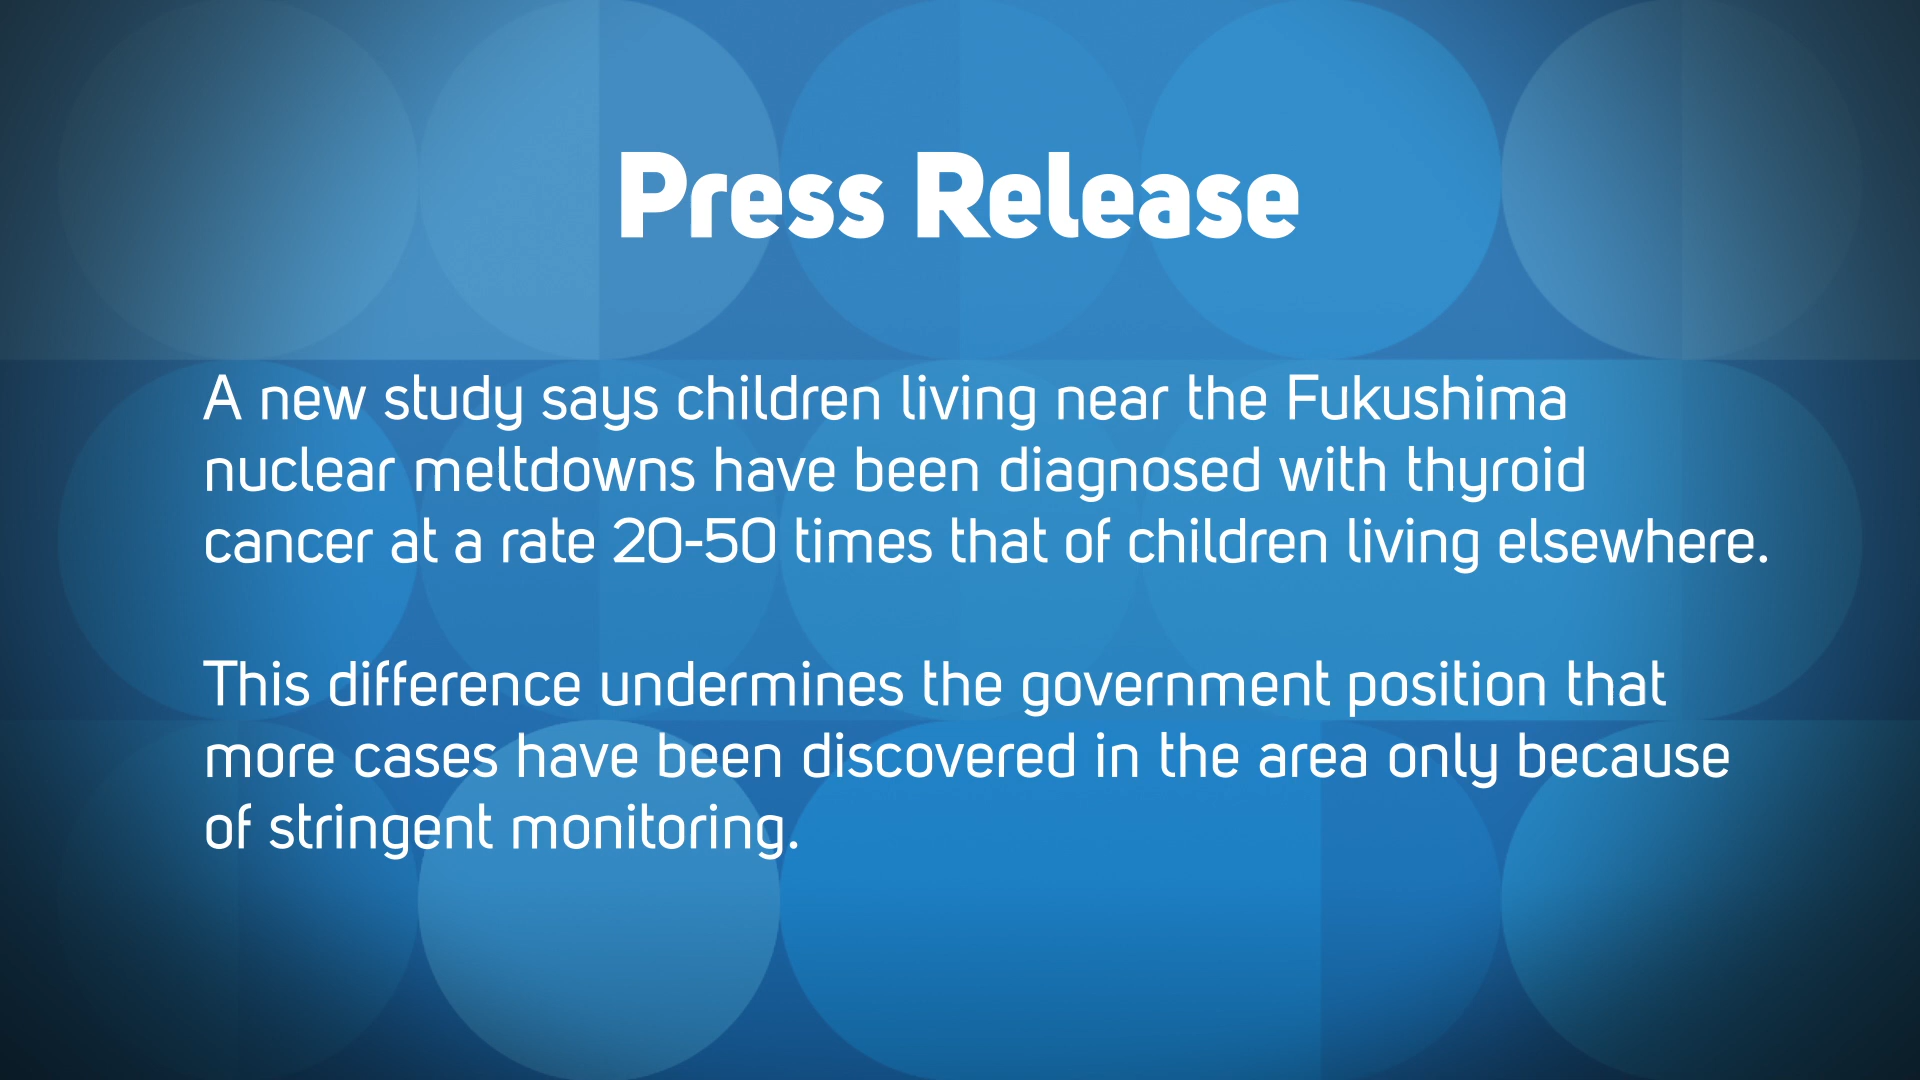 Press Release
A new study says children living near the Fukushima
nuclear meltdowns have been diagnosed with thyroid
cancer at a rate 20-50 times that of children living elsewhere.
This difference undermines the government position that
more cases have been discovered in the area only because
of stringent monitoring.